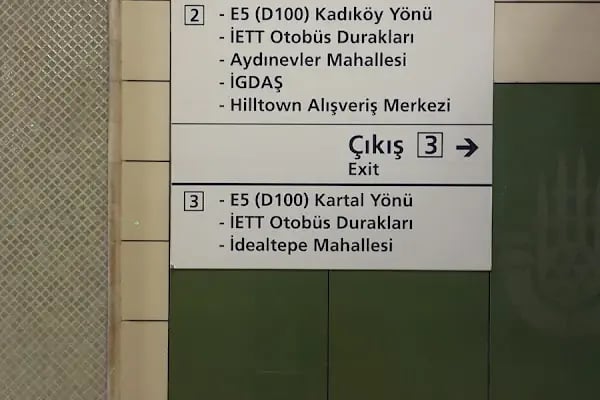 2 - E5 (D100) Kadıköy Yönü
- İETT Otobüs Durakları
- Aydınevler Mahallesi
- İGDAŞ
- Hilltown Alışveriş Merkezi
Çıkış 3 →
Exit
3 - E5 (D100) Kartal Yönü
- İETT Otobüs Durakları
- İdealtepe Mahallesi